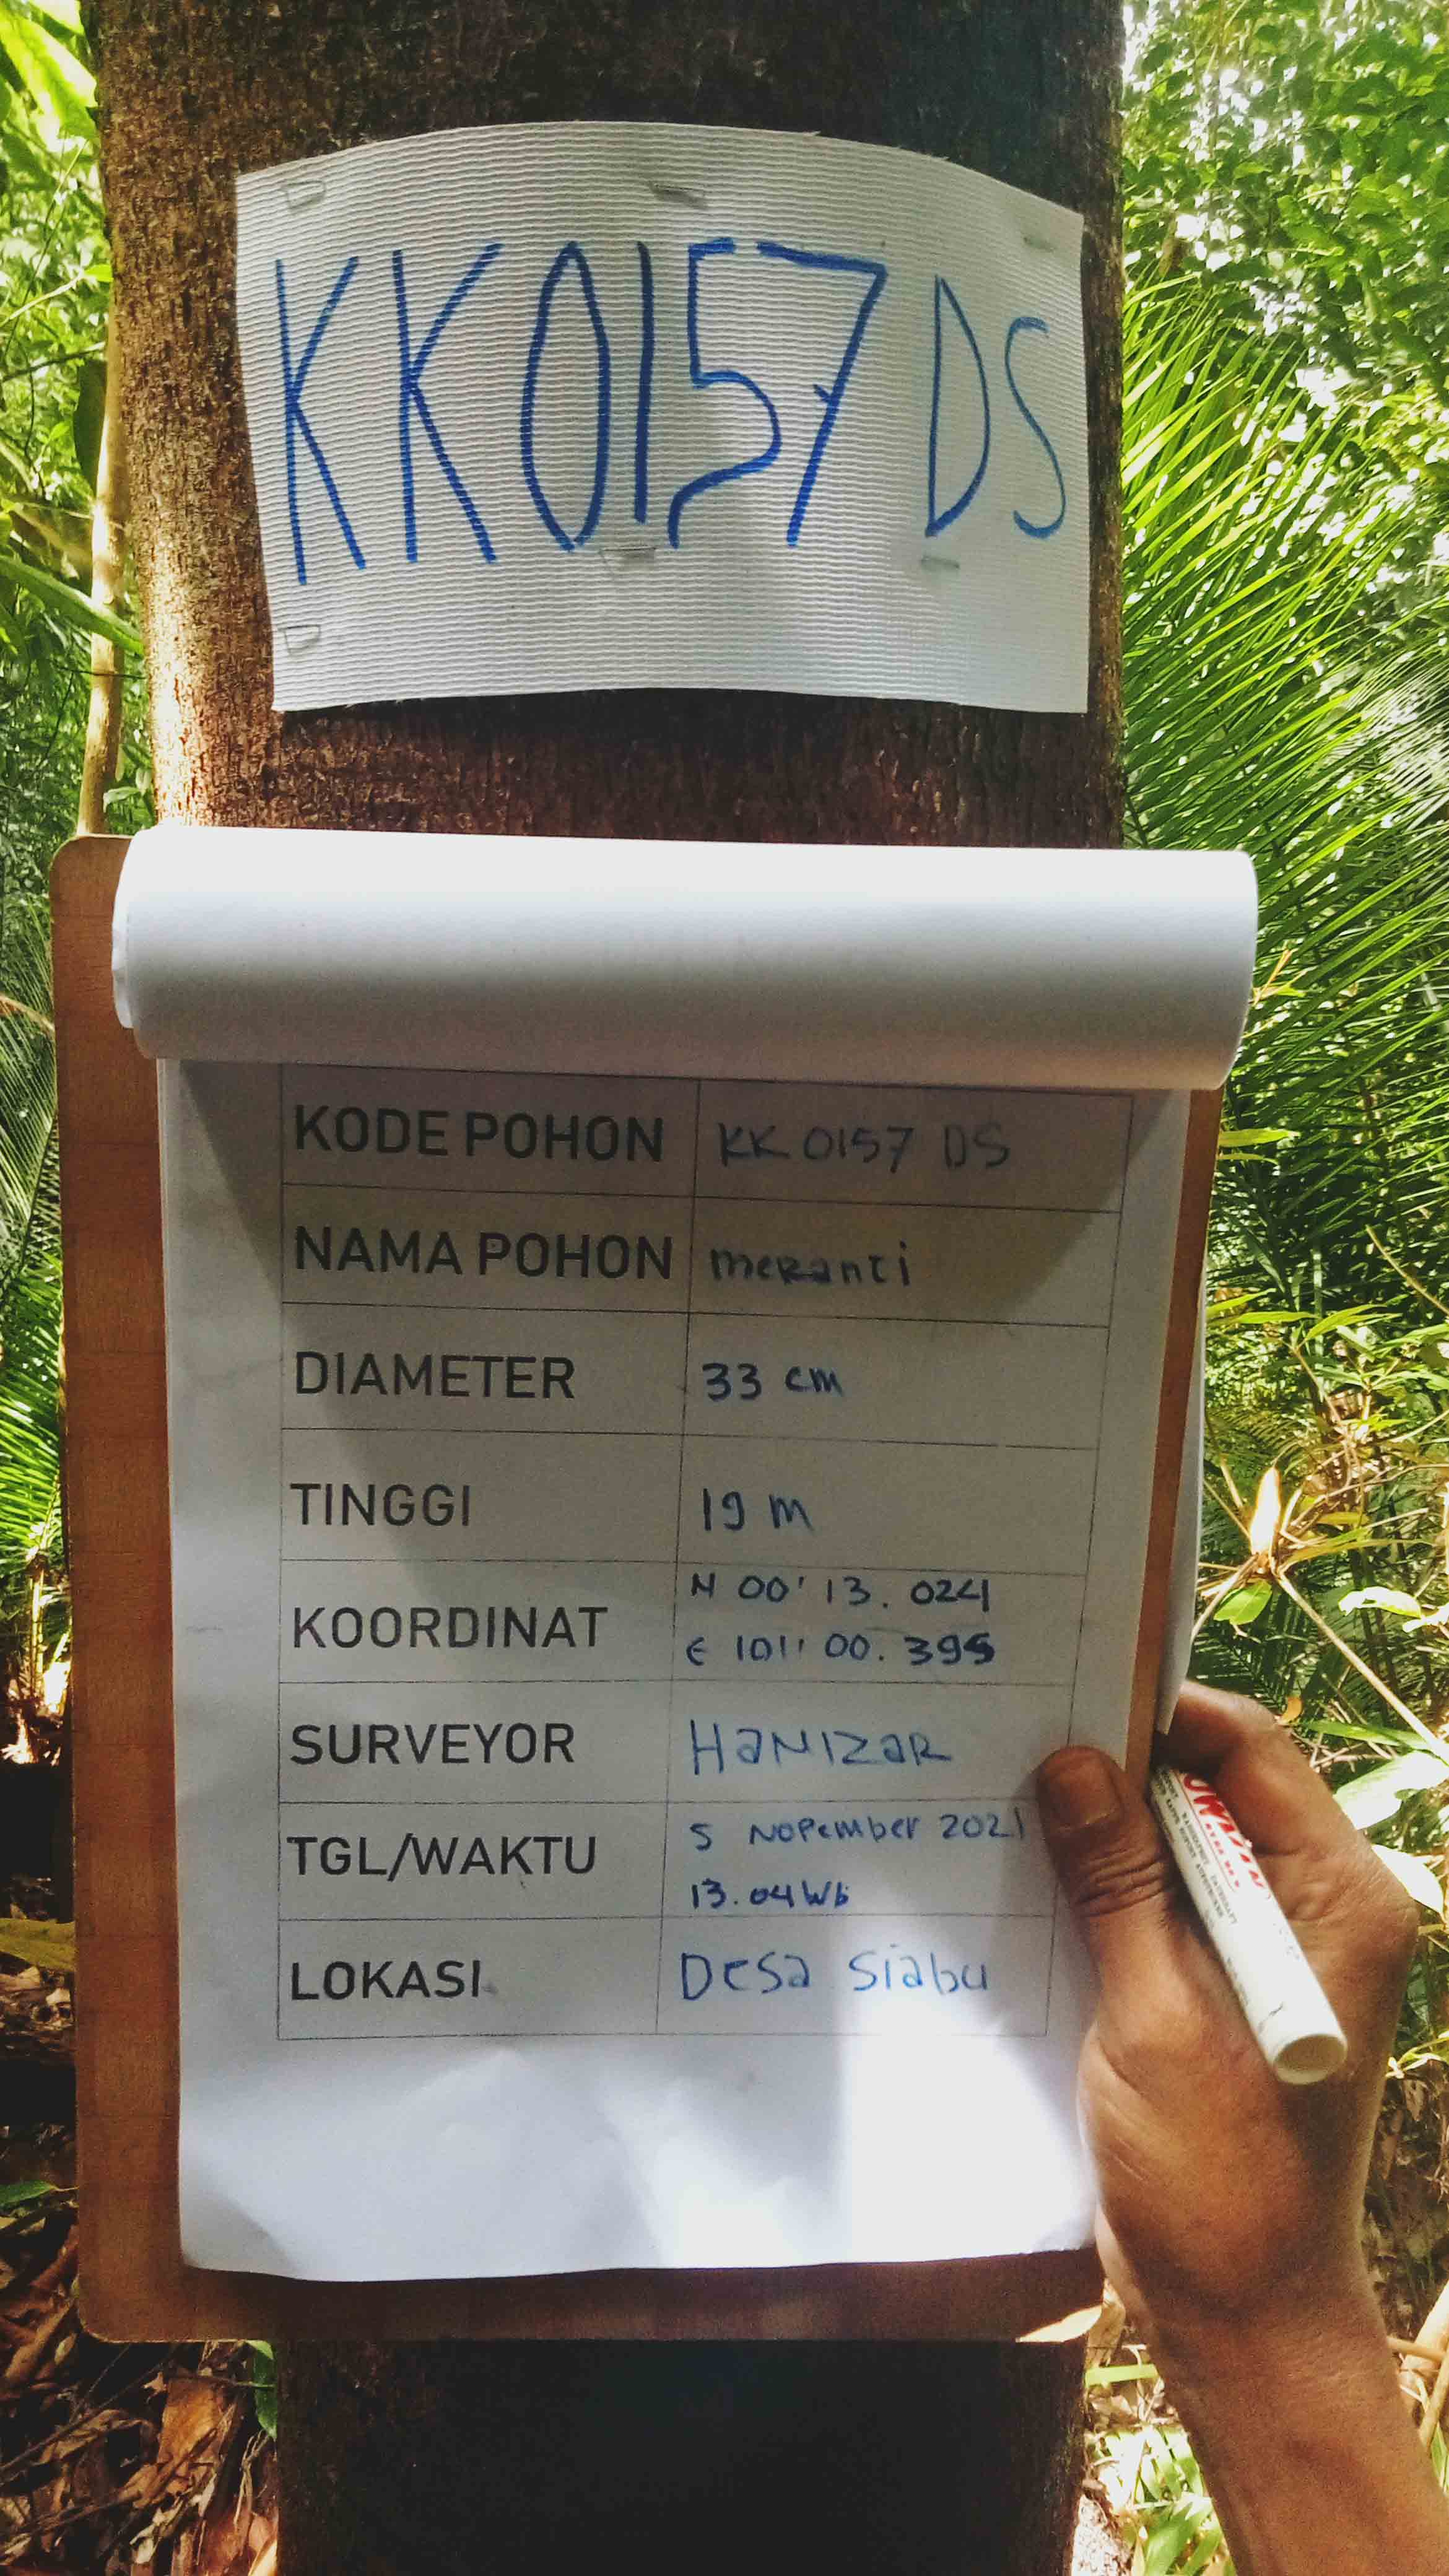 KK0157 DS
KODE POHON KK 0157 DS
NAMA POHON meranti
DIAMETER 33 cm
TINGGI 19 m
KOORDINAT N 00' 13. 024
E 101' 00. 395
SURVEYOR HaNIZaR
TGL/WAKTU 5 NOPember 2021
13.04 Wb
LOKASI Desa Siabu